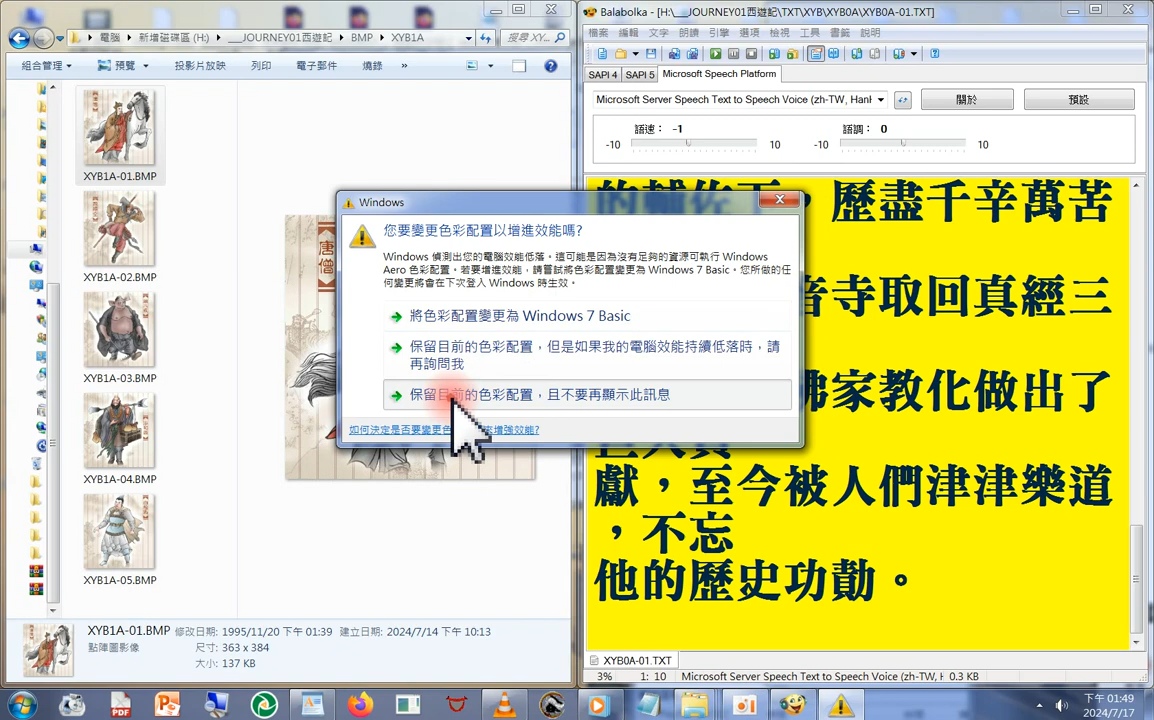 電腦 ▸ 新增磁碟區 (H:) ▸ ___JOURNEY01西遊記 ▸ BMP ▸ XYB1A
搜尋 XY...
組合管理 預覽 投影片放映 列印 電子郵件 燒錄 »
XYB1A-01.BMP
XYB1A-02.BMP
XYB1A-03.BMP
XYB1A-04.BMP
XYB1A-05.BMP
唐僧
XYB1A-01.BMP 修改日期: 1995/11/20 下午 01:39 建立日期: 2024/7/14 下午 10:13
點陣圖影像 尺寸: 363 x 384
大小: 137 KB
Balabolka - [H:\___JOURNEY01西遊記\TXT\XYB\XYB0A\XYB0A-01.TXT]
檔案 編輯 文字 朗讀 引擎 選項 檢視 工具 書籤 說明
SAPI 4 SAPI 5 Microsoft Speech Platform
Microsoft Server Speech Text to Speech Voice (zh-TW, Hanl
關於 預設
語速： -1 語調： 0
-10 10 -10 10
的輔佐下，歷盡千辛萬苦
音寺取回真經三
佛家教化做出了
獻，至今被人們津津樂道
，不忘
他的歷史功勛。
XYB0A-01.TXT
3% 1: 10 Microsoft Server Speech Text to Speech Voice (zh-TW, H 0.3 KB
Windows
您要變更色彩配置以增進效能嗎?
Windows 偵測出您的電腦效能低落。這可能是因為沒有足夠的資源可執行 Windows
Aero 色彩配置。若要增進效能，請嘗試將色彩配置變更為 Windows 7 Basic。您所做的任
何變更將會在下次登入 Windows 時生效。
將色彩配置變更為 Windows 7 Basic
保留目前的色彩配置，但是如果我的電腦效能持續低落時，請
再詢問我
保留目前的色彩配置，且不要再顯示此訊息
如何決定是否要變更色 增強效能?
PDF
下午 01:49
2024/7/17